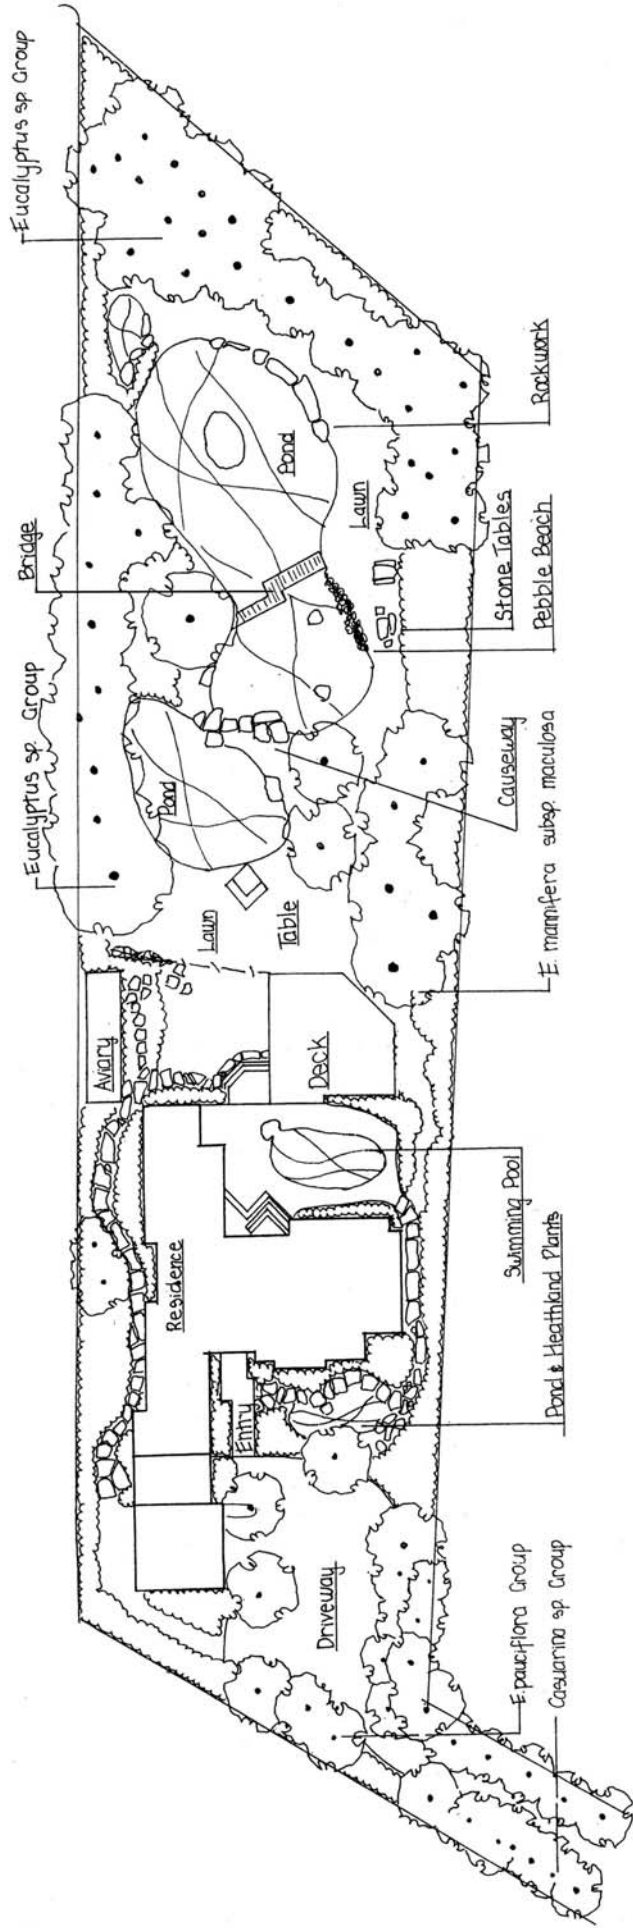 Eucalyptus sp. Group
Eucalyptus sp. Group
Bridge
Pond
Rockwork
Lawn
Stone Tables
Pebble Beach
Pond
Causeway
E. mannifera subsp. maculosa
Lawn
Table
Aviary
Deck
Swimming Pool
Residence
Pond & Heathland Plants
Entry
Driveway
E. pauciflora Group
Casuarina sp. Group